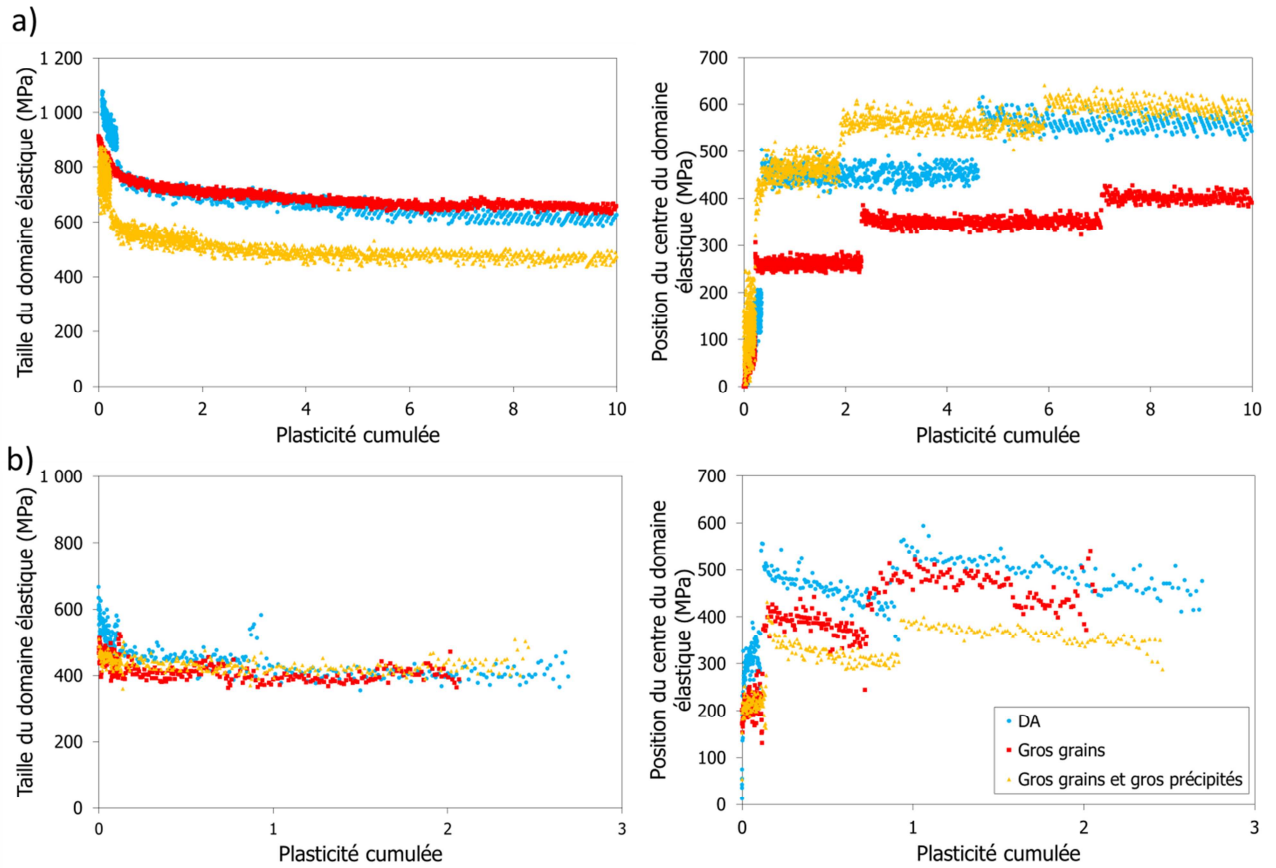 a)
Taille du domaine élastique (MPa)
1 200
1 000
800
600
400
200
0
0 2 4 6 8 10
Plasticité cumulée
Position du centre du domaine
élastique (MPa)
700
600
500
400
300
200
100
0
0 2 4 6 8 10
Plasticité cumulée
b)
Taille du domaine élastique (MPa)
1 000
800
600
400
200
0
0 1 2 3
Plasticité cumulée
Position du centre du domaine
élastique (MPa)
700
600
500
400
300
200
100
0
0 1 2 3
Plasticité cumulée
DA
Gros grains
Gros grains et gros précipités